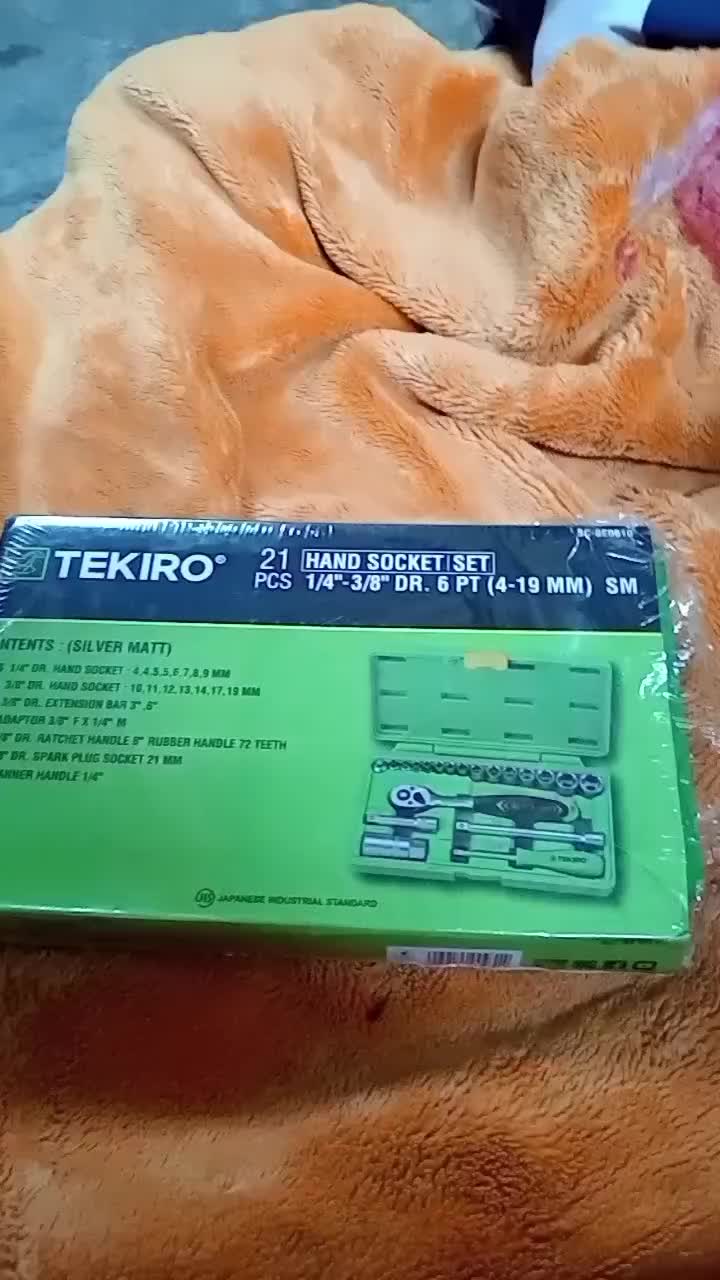 TEKIRO®
21 PCS HAND SOCKET SET
1/4"-3/8" DR. 6 PT (4-19 MM) SM
NTENTS : (SILVER MATT)
1/4" DR. HAND SOCKET : 4,4.5,5,6,7,8,9 MM
3/8" DR. HAND SOCKET : 10,11,12,13,14,17,19 MM
3/8" DR. EXTENSION BAR 3", 6"
ADAPTOR 3/8" F X 1/4" M
/8" DR. RATCHET HANDLE 8" RUBBER HANDLE 72 TEETH
" DR. SPARK PLUG SOCKET 21 MM
ANNER HANDLE 1/4"
TEKIRO
JIS JAPANESE INDUSTRIAL STANDARD